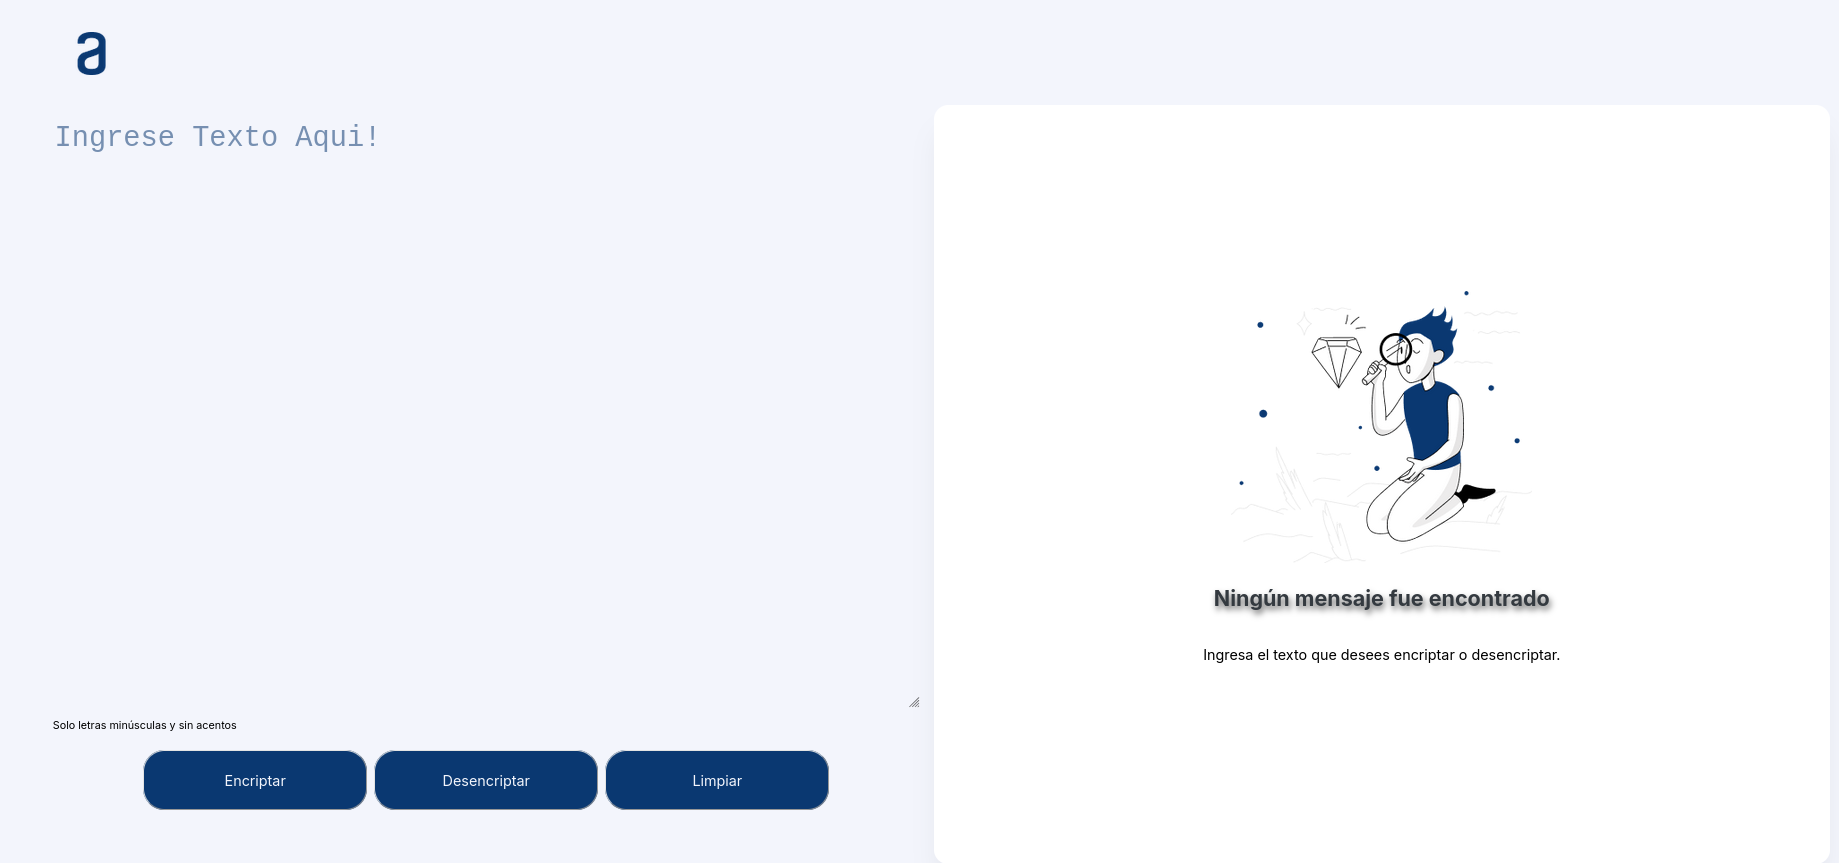 a
Ingrese Texto Aqui!
Ningún mensaje fue encontrado
Ingresa el texto que desees encriptar o desencriptar.
Solo letras minúsculas y sin acentos
Encriptar
Desencriptar
Limpiar